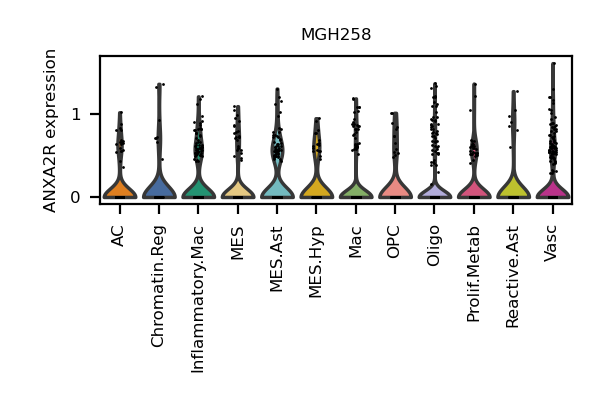 MGH258
ANXA2R expression
1
0
AC
Chromatin.Reg
Inflammatory.Mac
MES
MES.Ast
MES.Hyp
Mac
OPC
Oligo
Prolif.Metab
Reactive.Ast
Vasc